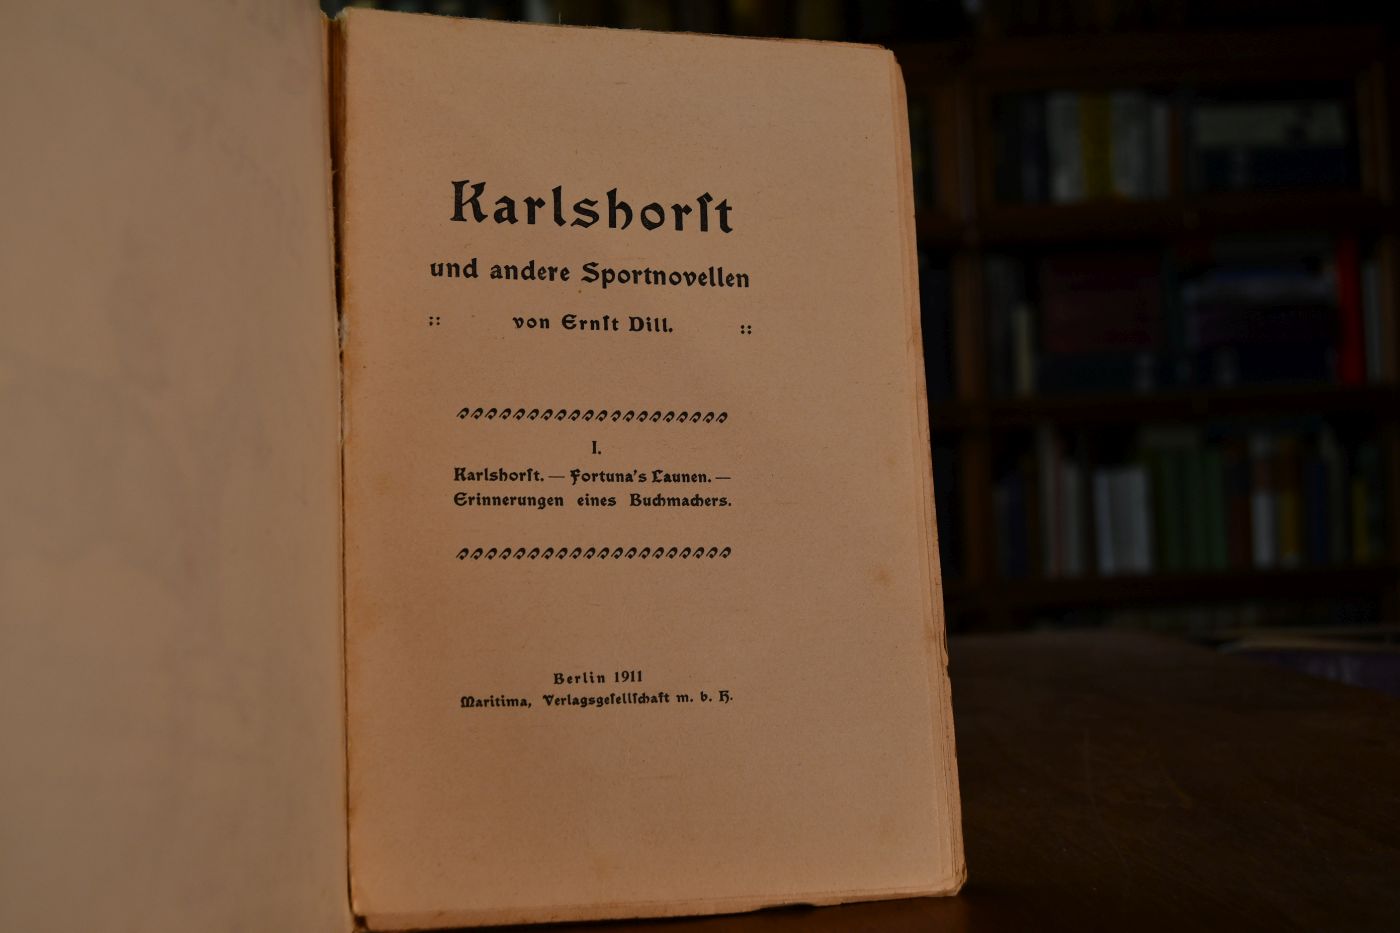 Karlshorſt
und andere Sportnovellen
:: von Ernſt Dill. ::
I.
Karlshorſt. — Fortuna's Launen. —
Erinnerungen eines Buchmachers.
Berlin 1911
Maritima, Verlagsgeſellſchaft m. b. H.